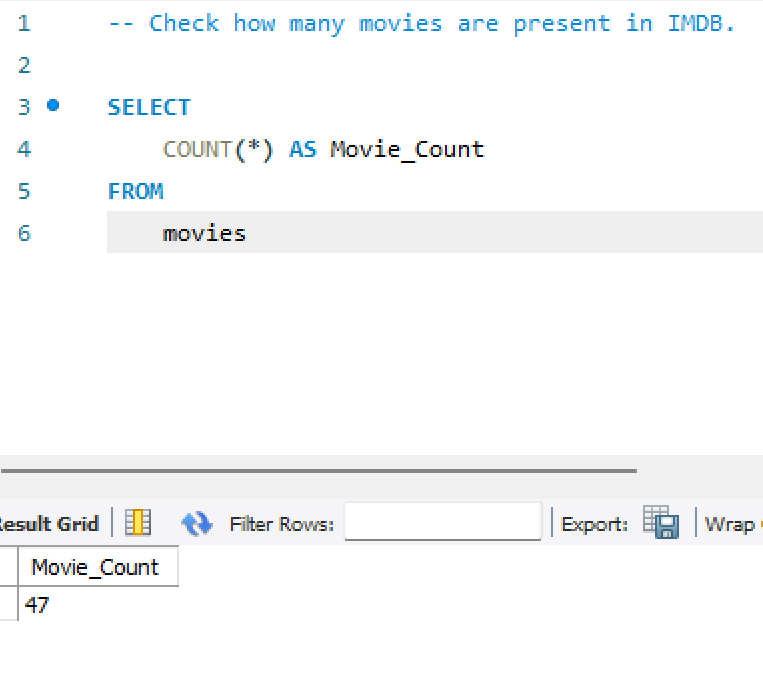 1 -- Check how many movies are present in IMDB.
2
3 SELECT
4 COUNT(*) AS Movie_Count
5 FROM
6 movies
Grid Filter Rows: Export: Wrap
Movie_Count
47